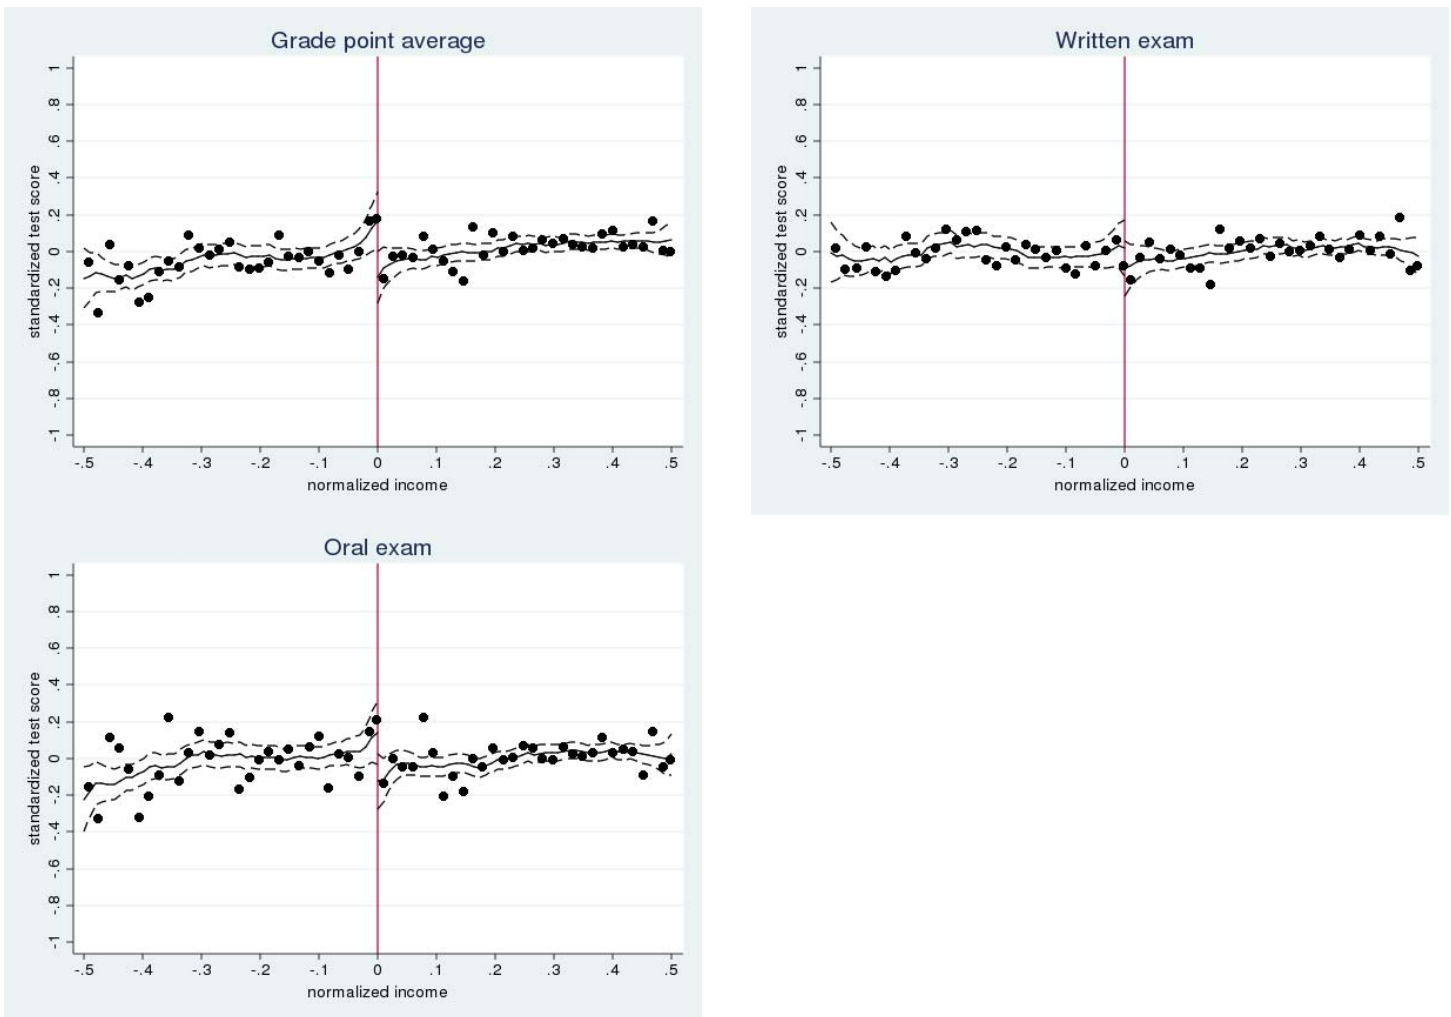 Grade point average
standardized test score
1
.8
.6
.4
.2
0
-.2
-.4
-.6
-.8
-1
-.5 -.4 -.3 -.2 -.1 0 .1 .2 .3 .4 .5
normalized income
Written exam
standardized test score
1
.8
.6
.4
.2
0
-.2
-.4
-.6
-.8
-1
-.5 -.4 -.3 -.2 -.1 0 .1 .2 .3 .4 .5
normalized income
Oral exam
standardized test score
1
.8
.6
.4
.2
0
-.2
-.4
-.6
-.8
-1
-.5 -.4 -.3 -.2 -.1 0 .1 .2 .3 .4 .5
normalized income